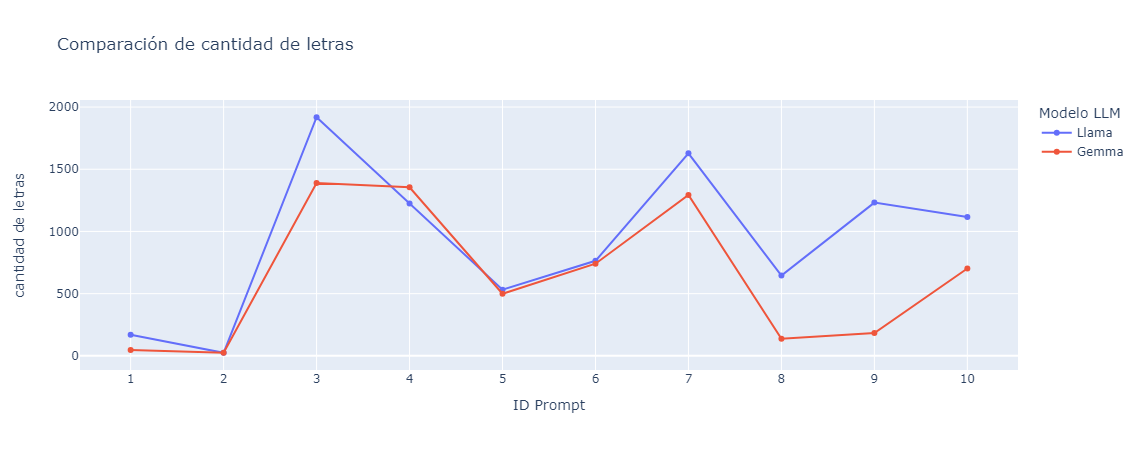 Comparación de cantidad de letras
Modelo LLM
Llama
Gemma
cantidad de letras
2000
1500
1000
500
0
1 2 3 4 5 6 7 8 9 10
ID Prompt